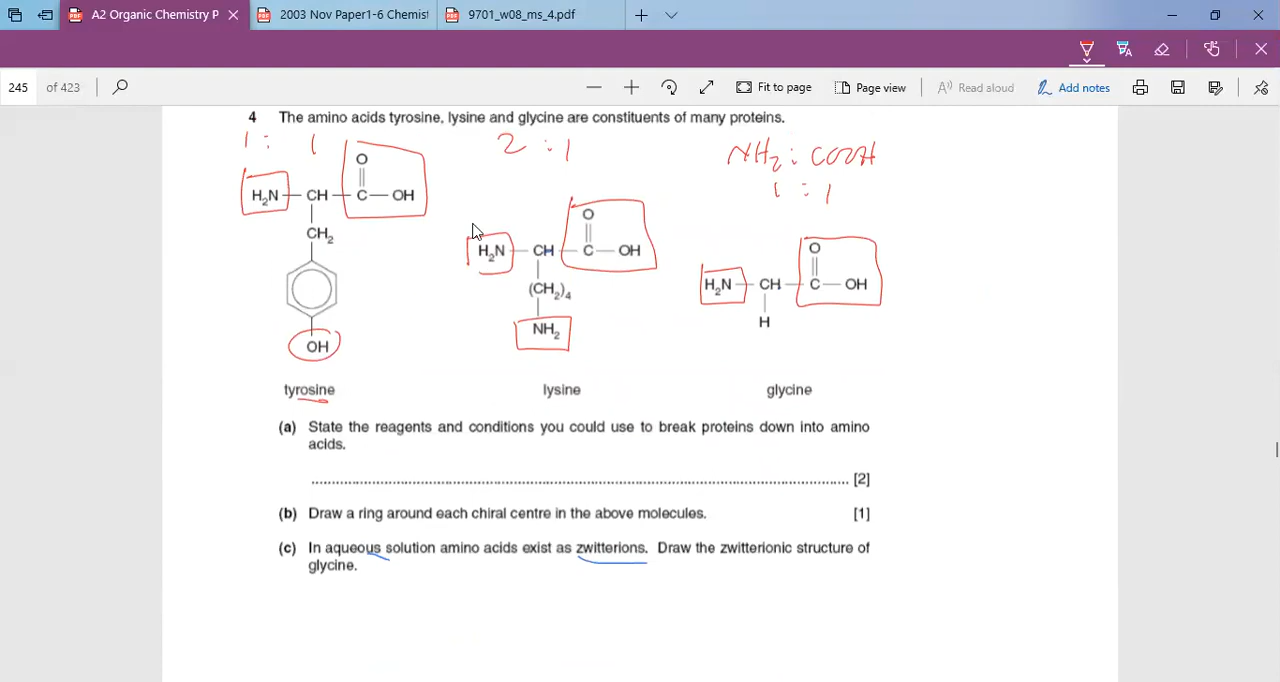 A2 Organic Chemistry P
2003 Nov Paper1-6 Chemist
9701_w08_ms_4.pdf
245 of 423
Fit to page
Page view
Read aloud
Add notes
4 The amino acids tyrosine, lysine and glycine are constituents of many proteins.
1 : 1
2 : 1
NH2 : COOH
1 : 1
O
H2N CH C OH
CH2
OH
tyrosine
O
H2N CH C OH
(CH2)4
NH2
lysine
O
H2N CH C OH
H
glycine
(a) State the reagents and conditions you could use to break proteins down into amino
acids.
[2]
(b) Draw a ring around each chiral centre in the above molecules. [1]
(c) In aqueous solution amino acids exist as zwitterions. Draw the zwitterionic structure of
glycine.